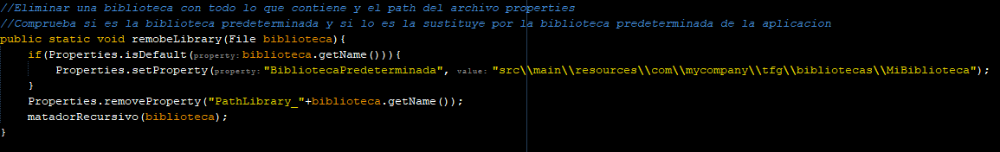 //Eliminar una biblioteca con todo lo que contiene y el path del archivo properties
//Comprueba si es la biblioteca predeterminada y si lo es la sustituye por la biblioteca predeterminada de la aplicacion
public static void remobeLibrary(File biblioteca){
if(Properties.isDefault(property:biblioteca.getName())){
Properties.setProperty(property:"BibliotecaPredeterminada", value: "src\\main\\resources\\com\\mycompany\\tfg\\bibliotecas\\MiBiblioteca");
}
Properties.removeProperty("PathLibrary_"+biblioteca.getName());
matadorRecursivo(biblioteca);
}